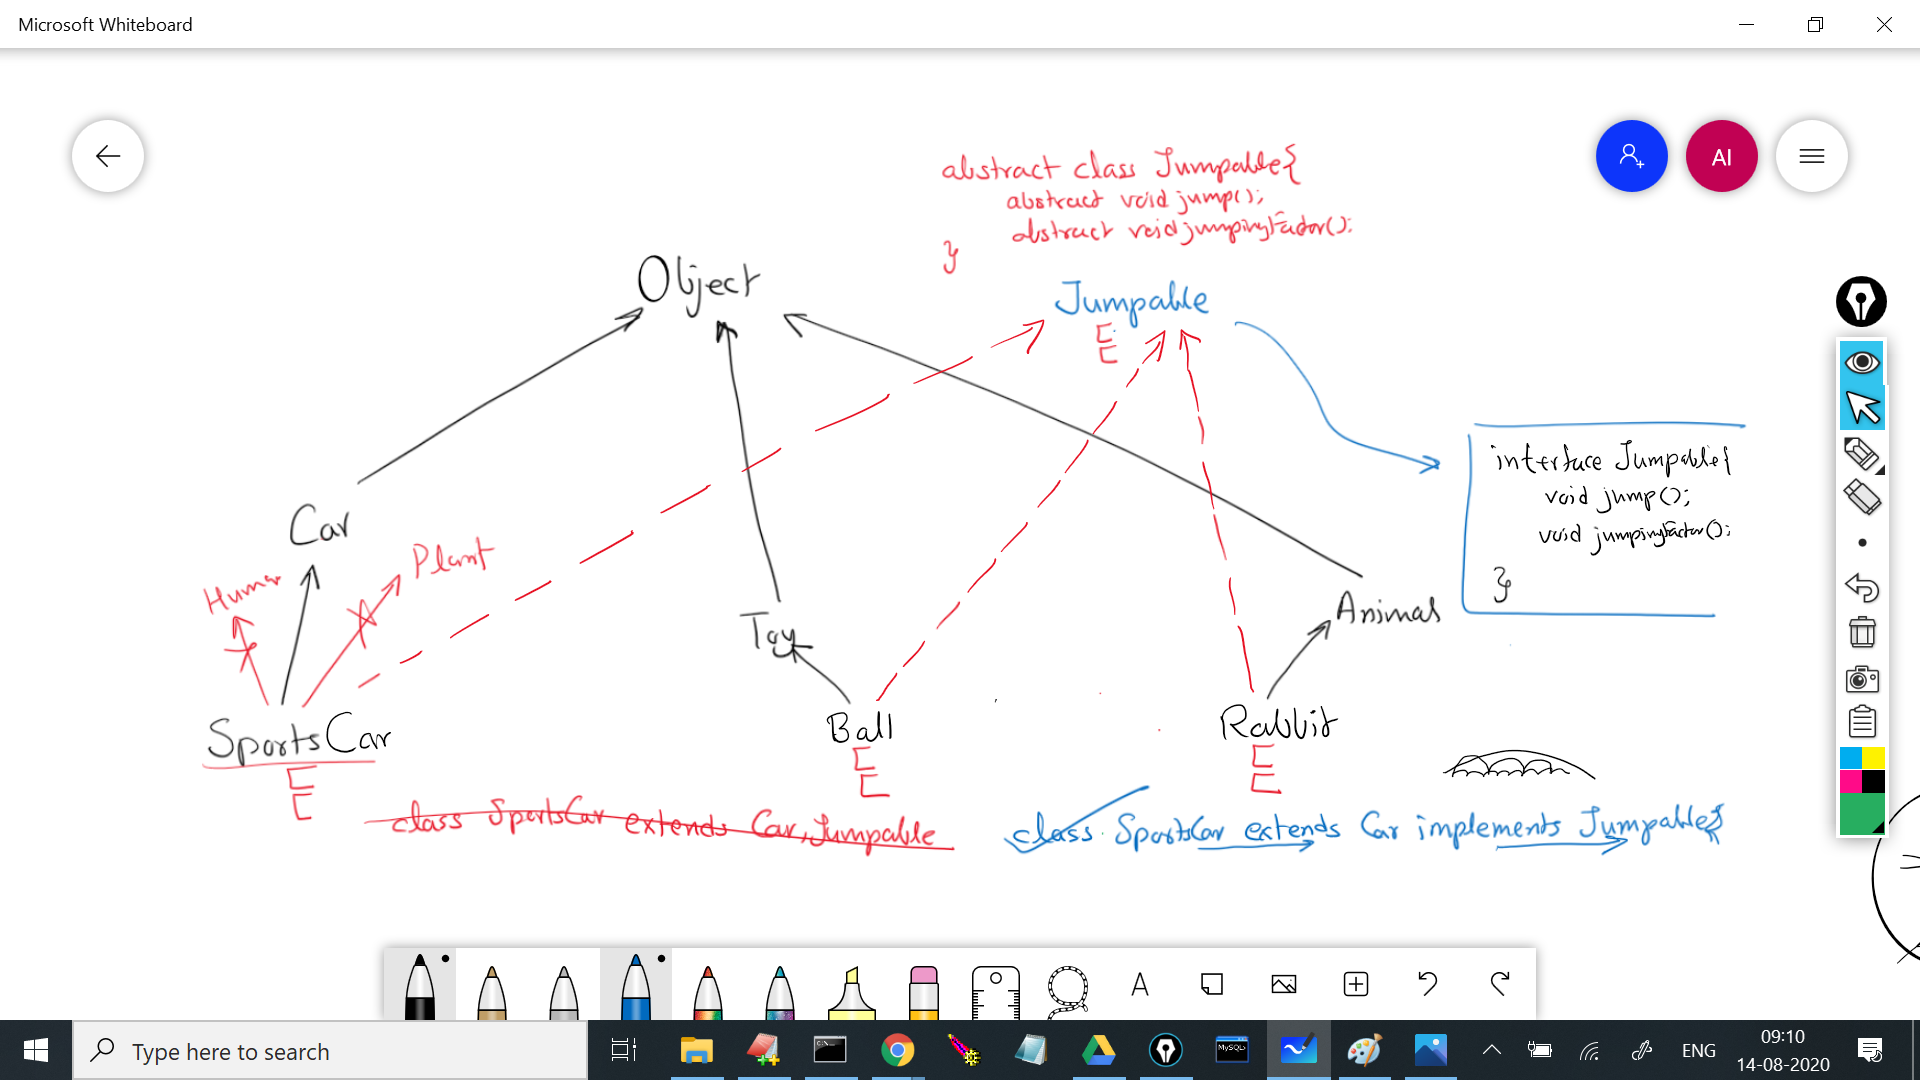 Microsoft Whiteboard
AI
abstract class Jumpable{
abstract void jump();
abstract void jumpingFactor();
}
Object
Jumpable
interface Jumpable{
void jump();
void jumpingFactor();
}
Car
Human
Plant
Toy
Animal
SportsCar
Ball
Rabbit
class SportsCar extends Car, Jumpable
class SportsCar extends Car implements Jumpable{
A
Type here to search
MySQL
ENG
09:10
14-08-2020